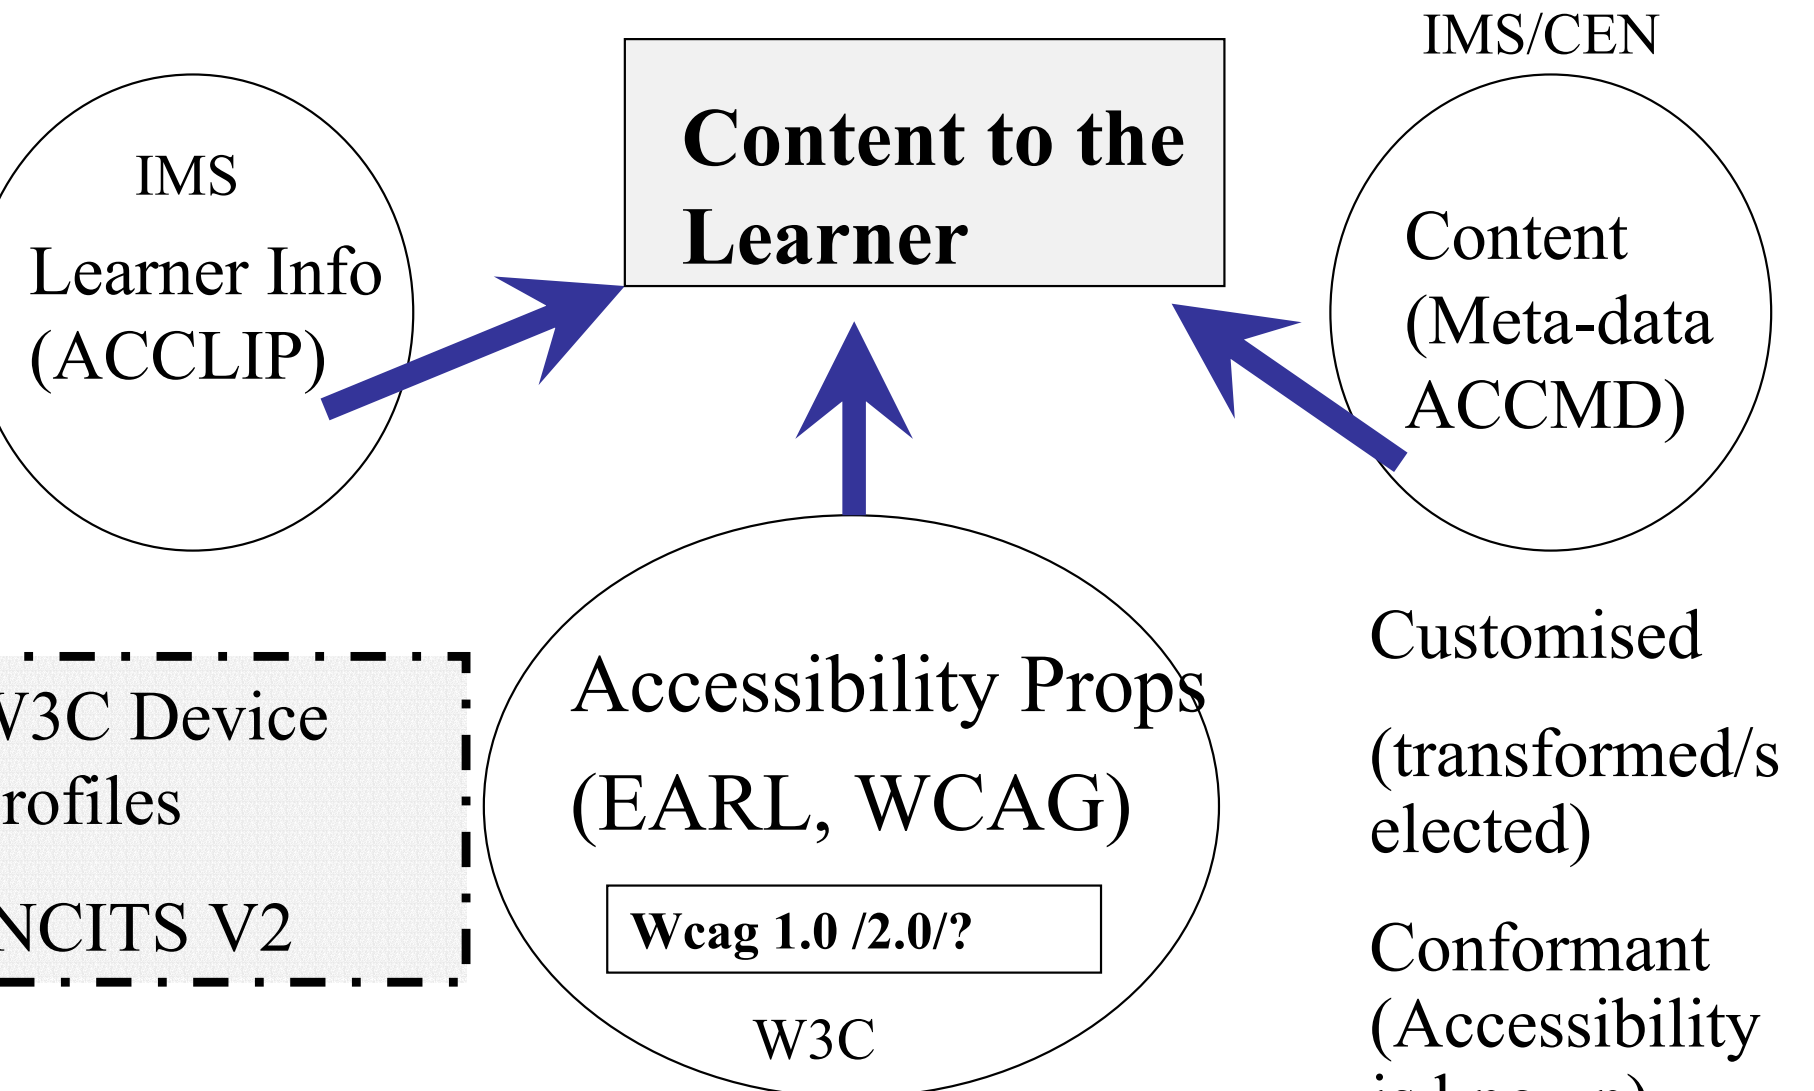 IMS/CEN
Content to the
Learner
IMS
Learner Info
(ACCLIP)
Content
(Meta-data
ACCMD)
Accessibility Props
(EARL, WCAG)
Wcag 1.0 /2.0/?
W3C
Device
rofiles
NCITS V2
Customised
(transformed/s
elected)
Conformant
(Accessibility